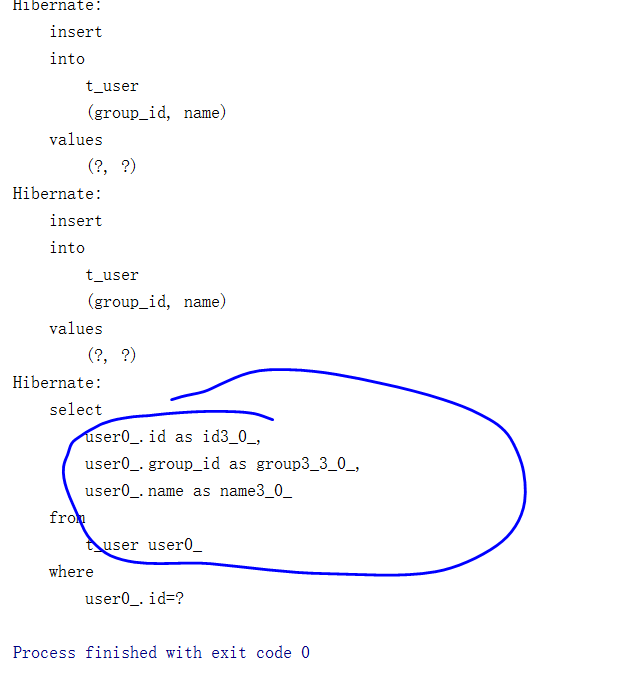 Hibernate:
insert
into
t_user
(group_id, name)
values
(?, ?)
Hibernate:
insert
into
t_user
(group_id, name)
values
(?, ?)
Hibernate:
select
user0_.id as id3_0_,
user0_.group_id as group3_3_0_,
user0_.name as name3_0_
from
t_user user0_
where
user0_.id=?
Process finished with exit code 0